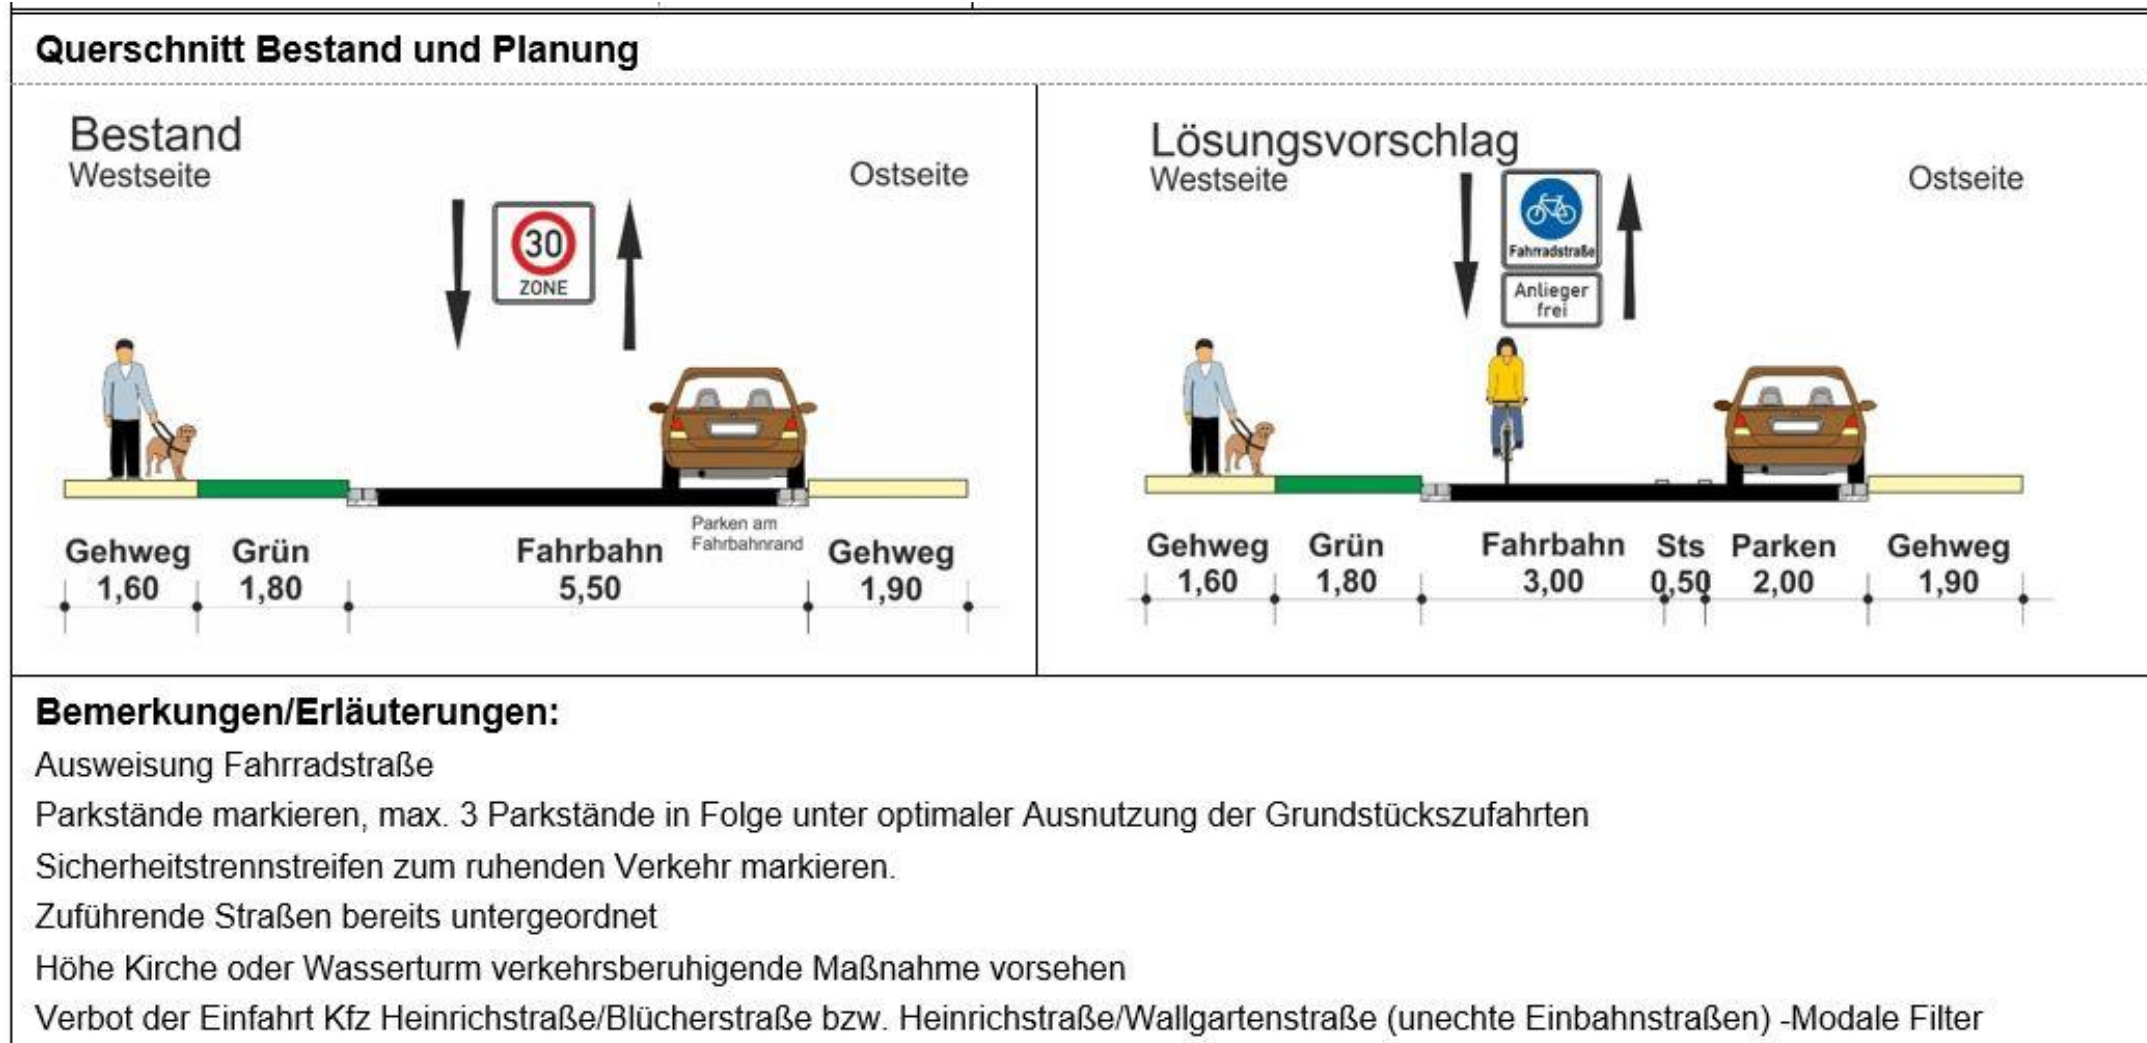 Querschnitt Bestand und Planung
Bestand
Westseite
Ostseite
30
ZONE
Parken am
Fahrbahnrand
Gehweg Grün Fahrbahn Gehweg
1,60 1,80 5,50 1,90
Lösungsvorschlag
Westseite
Ostseite
Fahrradstraße
Anlieger
frei
Gehweg Grün Fahrbahn Sts Parken Gehweg
1,60 1,80 3,00 0,50 2,00 1,90
Bemerkungen/Erläuterungen:
Ausweisung Fahrradstraße
Parkstände markieren, max. 3 Parkstände in Folge unter optimaler Ausnutzung der Grundstückszufahrten
Sicherheitstrennstreifen zum ruhenden Verkehr markieren.
Zuführende Straßen bereits untergeordnet
Höhe Kirche oder Wasserturm verkehrsberuhigende Maßnahme vorsehen
Verbot der Einfahrt Kfz Heinrichstraße/Blücherstraße bzw. Heinrichstraße/Wallgartenstraße (unechte Einbahnstraßen) -Modale Filter